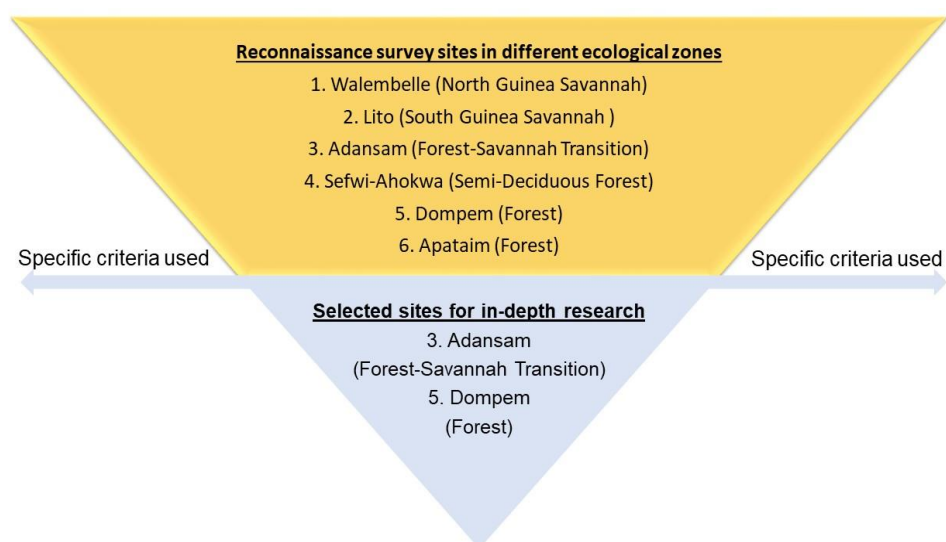 Reconnaissance survey sites in different ecological zones
1. Walembelle (North Guinea Savannah)
2. Lito (South Guinea Savannah )
3. Adansam (Forest-Savannah Transition)
4. Sefwi-Ahokwa (Semi-Deciduous Forest)
5. Dompem (Forest)
6. Apataim (Forest)
Specific criteria used
Specific criteria used
Selected sites for in-depth research
3. Adansam
(Forest-Savannah Transition)
5. Dompem
(Forest)